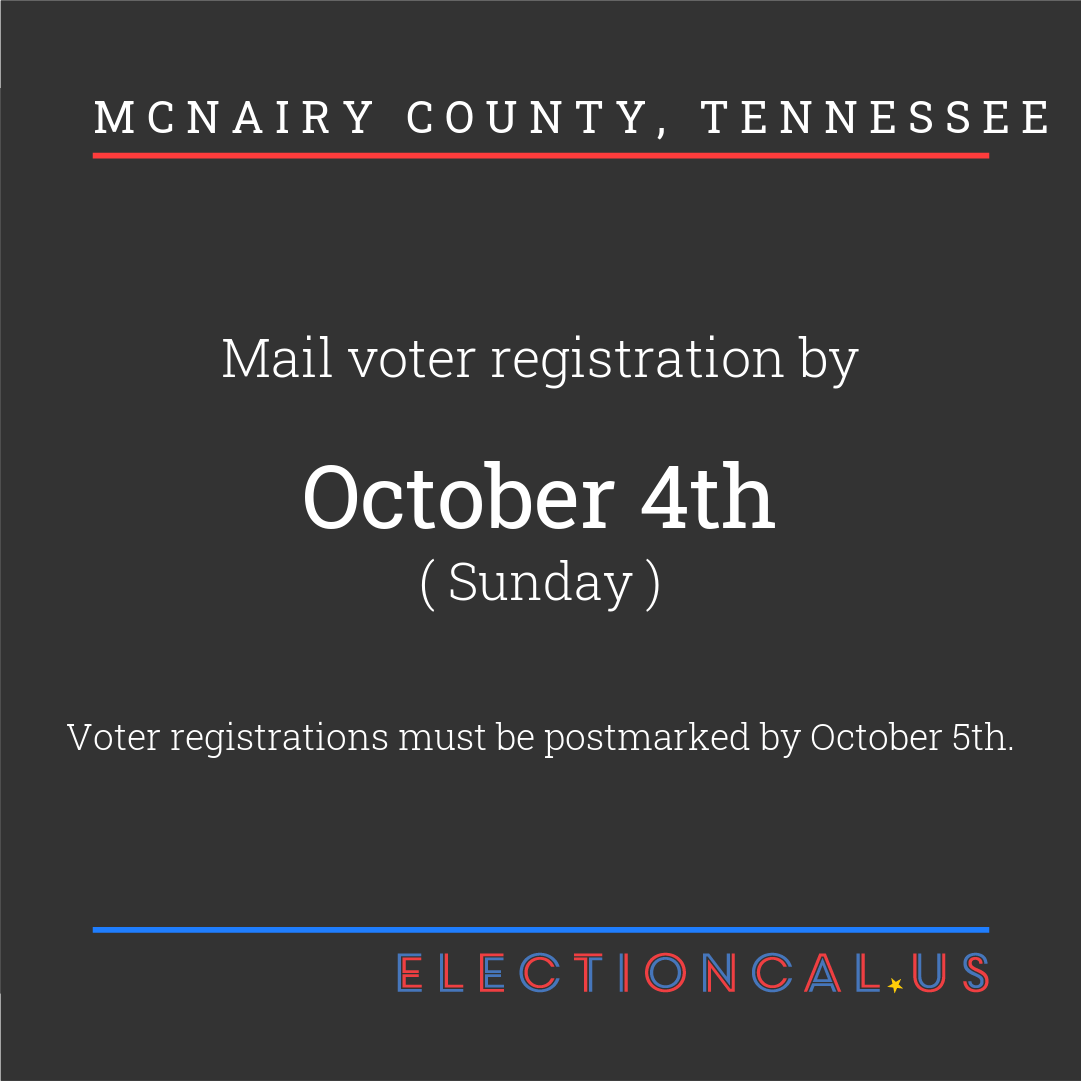 MCNAIRY COUNTY, TENNESSEE
Mail voter registration by
October 4th
( Sunday )
Voter registrations must be postmarked by October 5th.
ELECTIONCAL.US